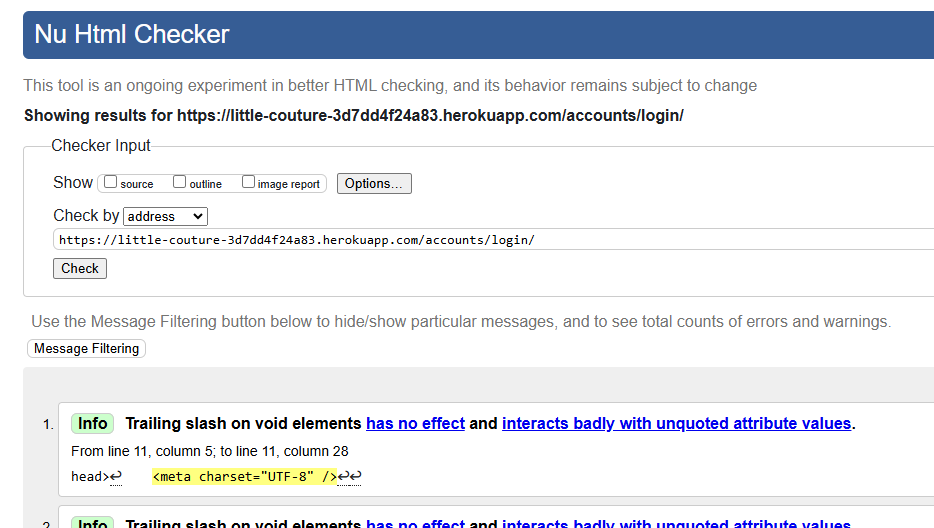 Nu Html Checker
This tool is an ongoing experiment in better HTML checking, and its behavior remains subject to change
Showing results for https://little-couture-3d7dd4f24a83.herokuapp.com/accounts/login/
Checker Input
Show source outline image report Options...
Check by address
https://little-couture-3d7dd4f24a83.herokuapp.com/accounts/login/
Check
Use the Message Filtering button below to hide/show particular messages, and to see total counts of errors and warnings.
Message Filtering
1. Info Trailing slash on void elements has no effect and interacts badly with unquoted attribute values.
From line 11, column 5; to line 11, column 28
head>↩ <meta charset="UTF-8" />↩↩
2. Info Trailing slash on void elements has no effect and interacts badly with unquoted attribute values.